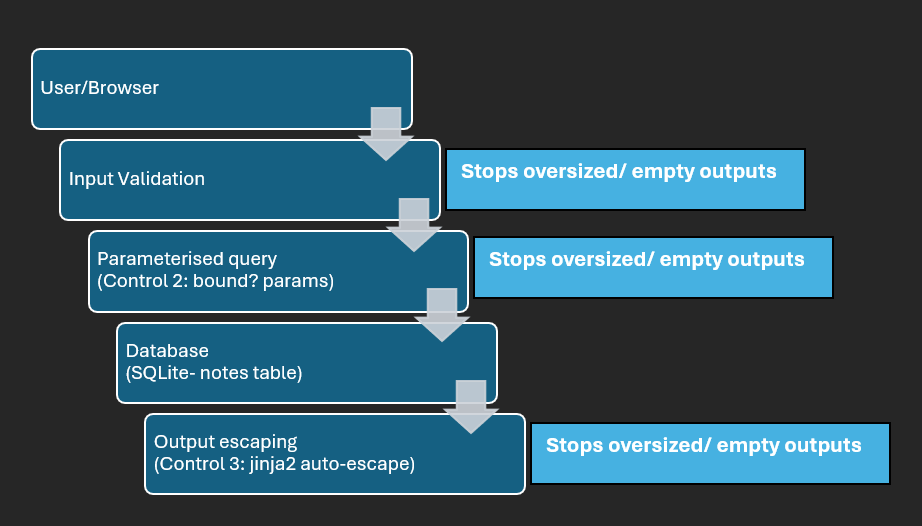 User/Browser
Input Validation
Stops oversized/ empty outputs
Parameterised query
(Control 2: bound? params)
Stops oversized/ empty outputs
Database
(SQLite- notes table)
Output escaping
(Control 3: jinja2 auto-escape)
Stops oversized/ empty outputs